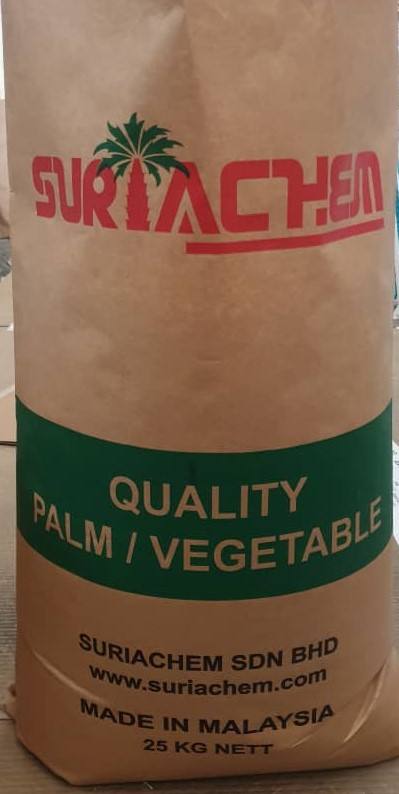 SURIACHEM
QUALITY
PALM / VEGETABLE
SURIACHEM SDN BHD
www.suriachem.com
MADE IN MALAYSIA
25 KG NETT